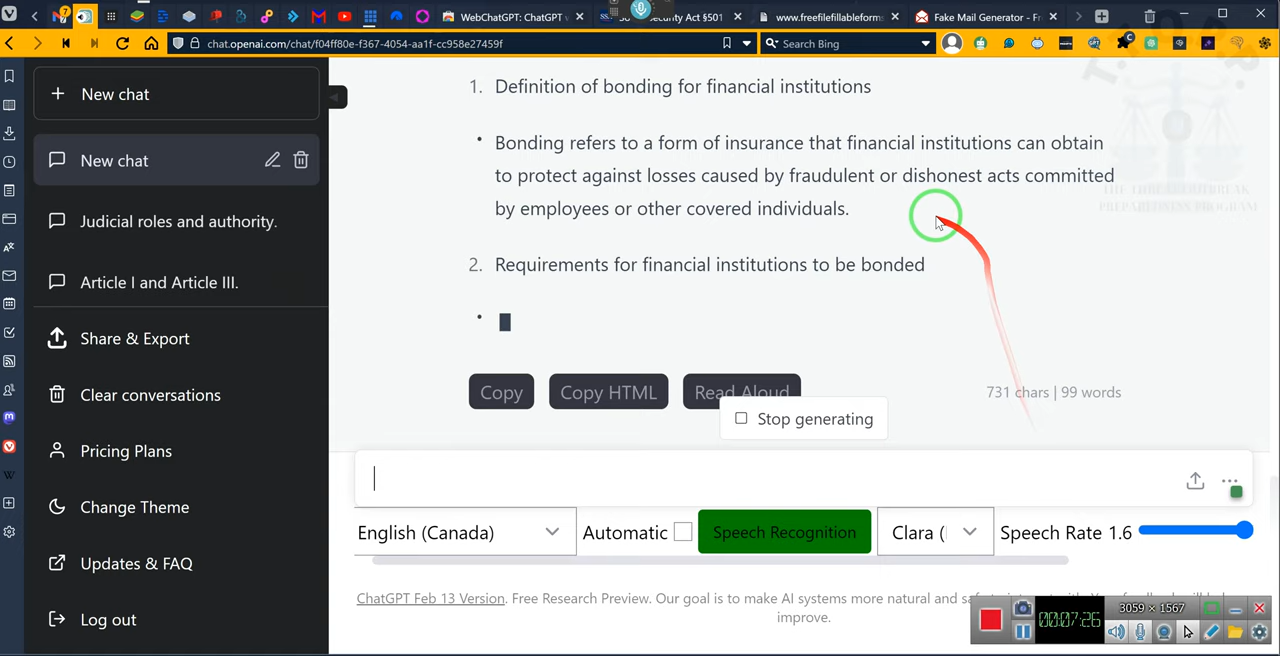 WebChatGPT: ChatGPT
Security Act §501
www.freefilefillableform
Fake Mail Generator - Fr
chat.openai.com/chat/f04ff80e-f367-4054-aa1f-cc958e27459f
Search Bing
New chat
New chat
Judicial roles and authority.
Article I and Article III.
Share & Export
Clear conversations
Pricing Plans
Change Theme
Updates & FAQ
Log out
1. Definition of bonding for financial institutions
• Bonding refers to a form of insurance that financial institutions can obtain
to protect against losses caused by fraudulent or dishonest acts committed
by employees or other covered individuals.
2. Requirements for financial institutions to be bonded
•
Copy
Copy HTML
Read Aloud
731 chars | 99 words
Stop generating
English (Canada)
Automatic
Speech Recognition
Clara (
Speech Rate 1.6
ChatGPT Feb 13 Version. Free Research Preview. Our goal is to make AI systems more natural and
improve.
3059 × 1567
00:07:26
PREPAREDNESS PROGRAM